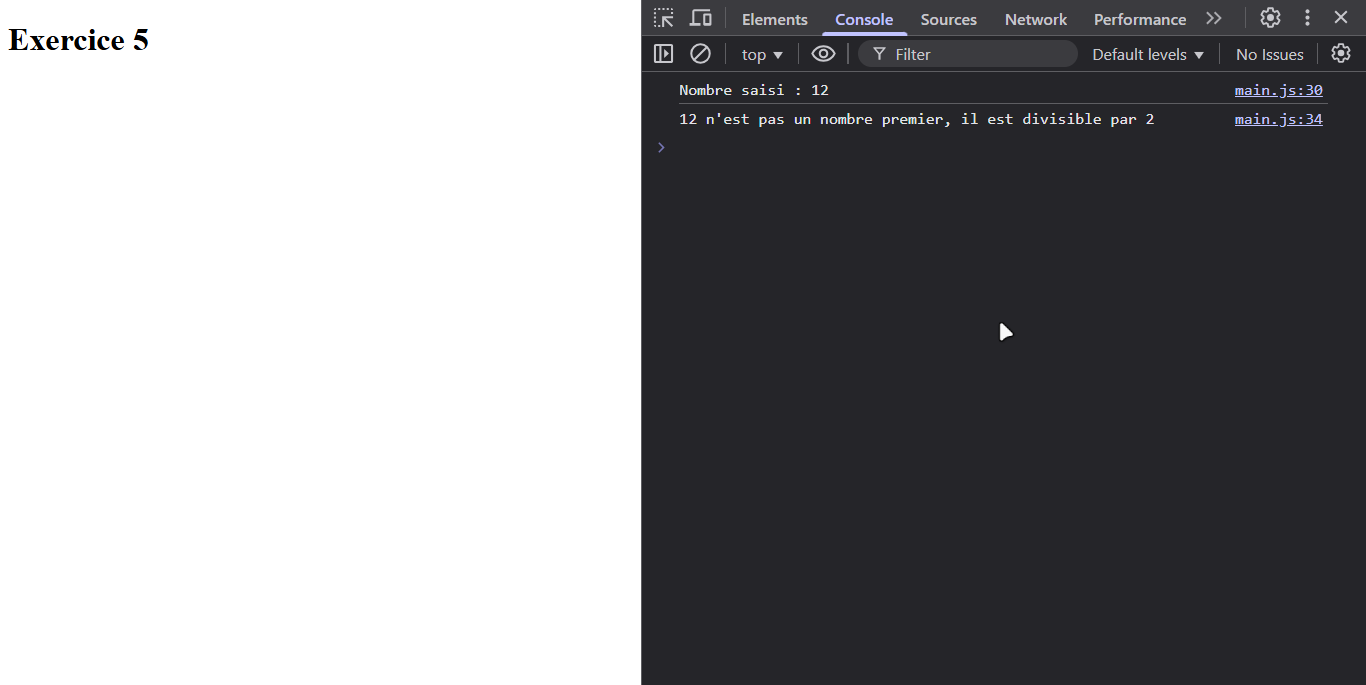 Exercice 5
Elements Console Sources Network Performance
top Filter Default levels No Issues
Nombre saisi : 12 main.js:30
12 n'est pas un nombre premier, il est divisible par 2 main.js:34